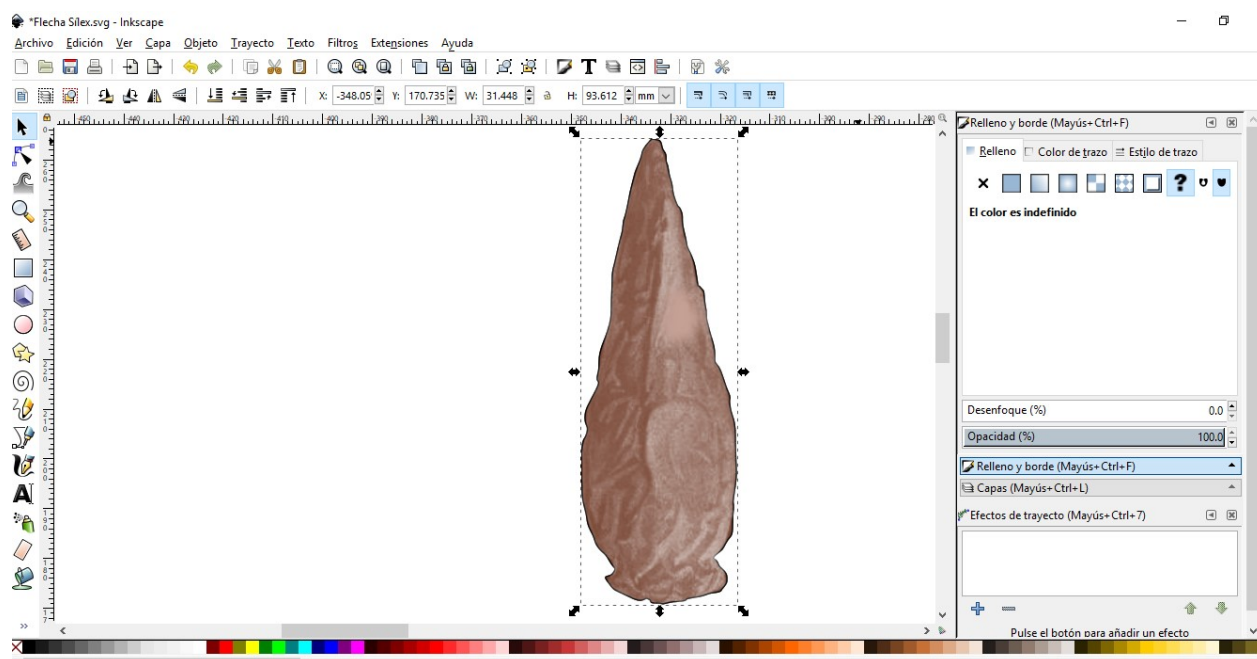 *Flecha Sílex.svg - Inkscape
Archivo Edición Ver Capa Objeto Trayecto Texto Filtros Extensiones Ayuda
X: -348.05 Y: 170.735 W: 31.448 H: 93.612 mm
Relleno y borde (Mayús+Ctrl+F)
Relleno Color de trazo Estilo de trazo
El color es indefinido
Desenfoque (%) 0.0
Opacidad (%) 100.0
Relleno y borde (Mayús+Ctrl+F)
Capas (Mayús+Ctrl+L)
Efectos de trayecto (Mayús+Ctrl+7)
Pulse el botón para añadir un efecto